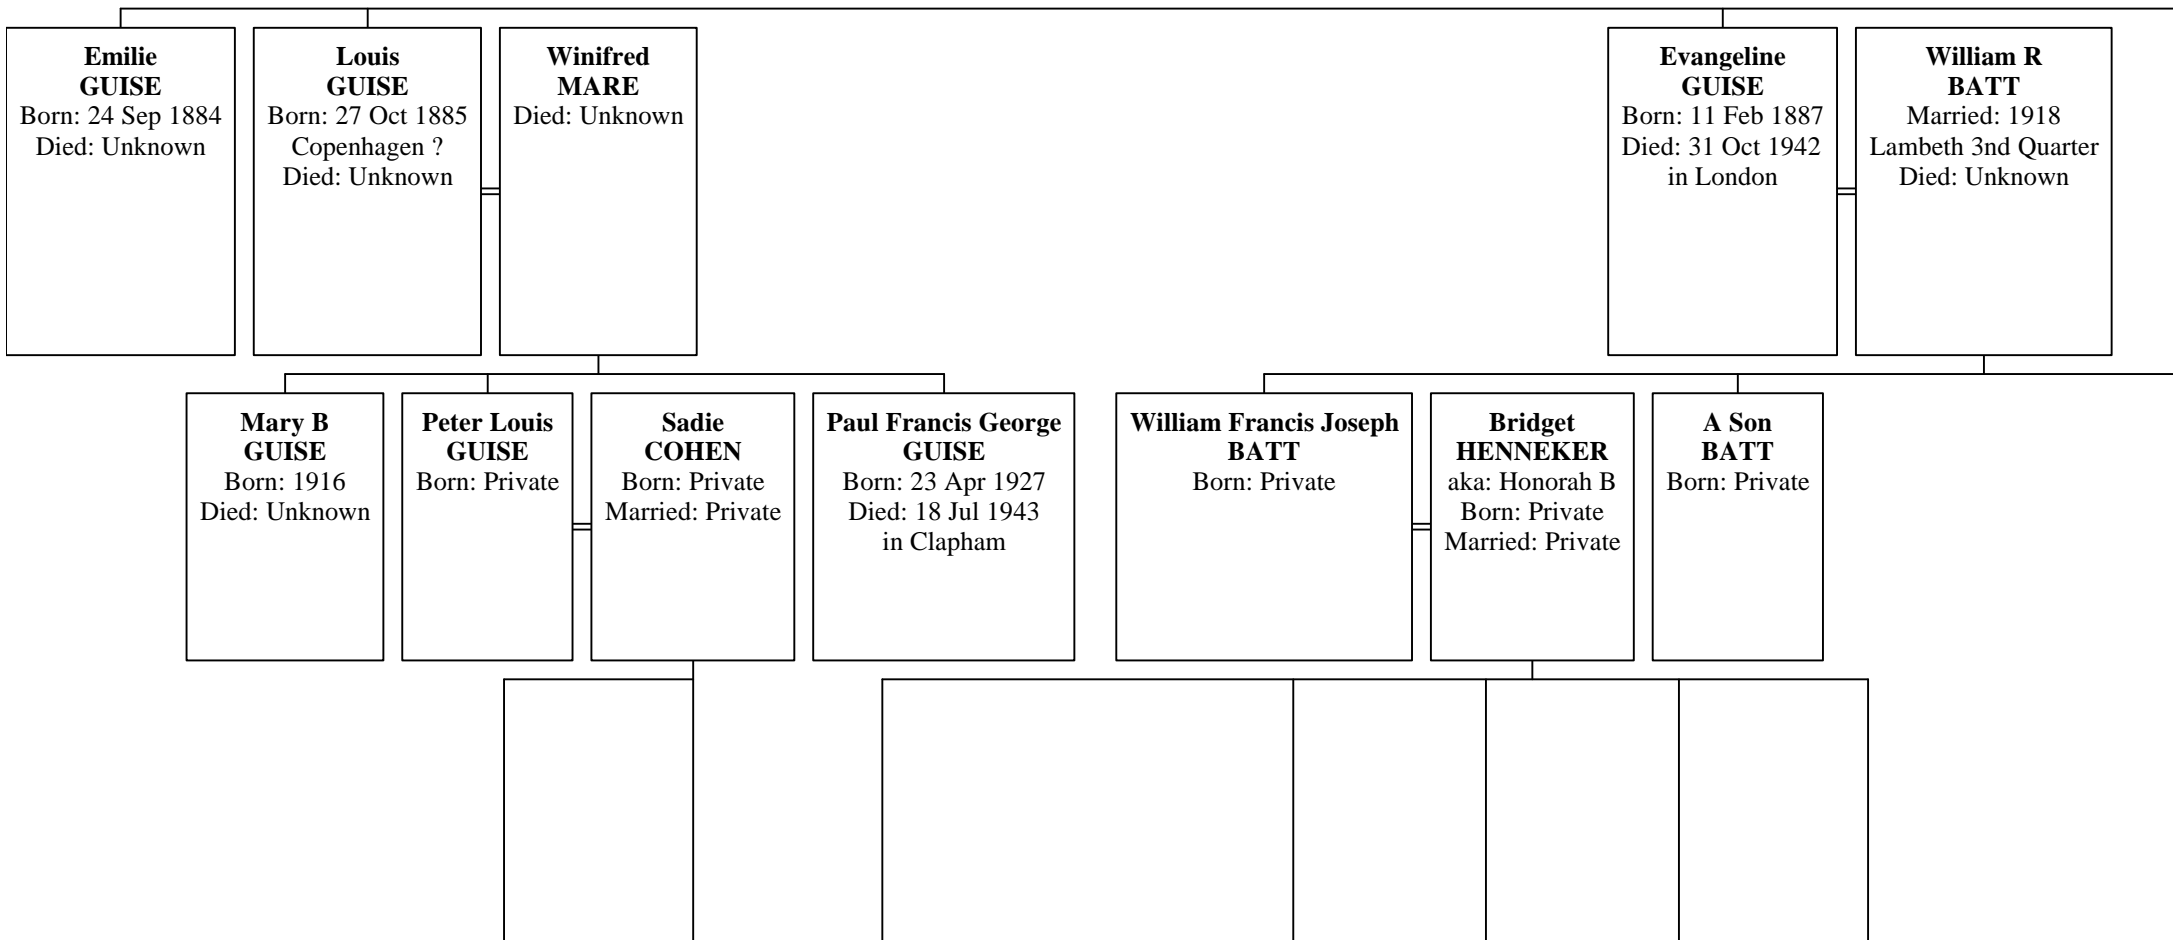 Emilie
GUISE
Born: 24 Sep 1884
Died: Unknown
Louis
GUISE
Born: 27 Oct 1885
Copenhagen ?
Died: Unknown
Winifred
MARE
Died: Unknown
Evangeline
GUISE
Born: 11 Feb 1887
Died: 31 Oct 1942
in London
William R
BATT
Married: 1918
Lambeth 3nd Quarter
Died: Unknown
Mary B
GUISE
Born: 1916
Died: Unknown
Peter Louis
GUISE
Born: Private
Sadie
COHEN
Born: Private
Married: Private
Paul Francis George
GUISE
Born: 23 Apr 1927
Died: 18 Jul 1943
in Clapham
William Francis Joseph
BATT
Born: Private
Bridget
HENNEKER
aka: Honorah B
Born: Private
Married: Private
A Son
BATT
Born: Private